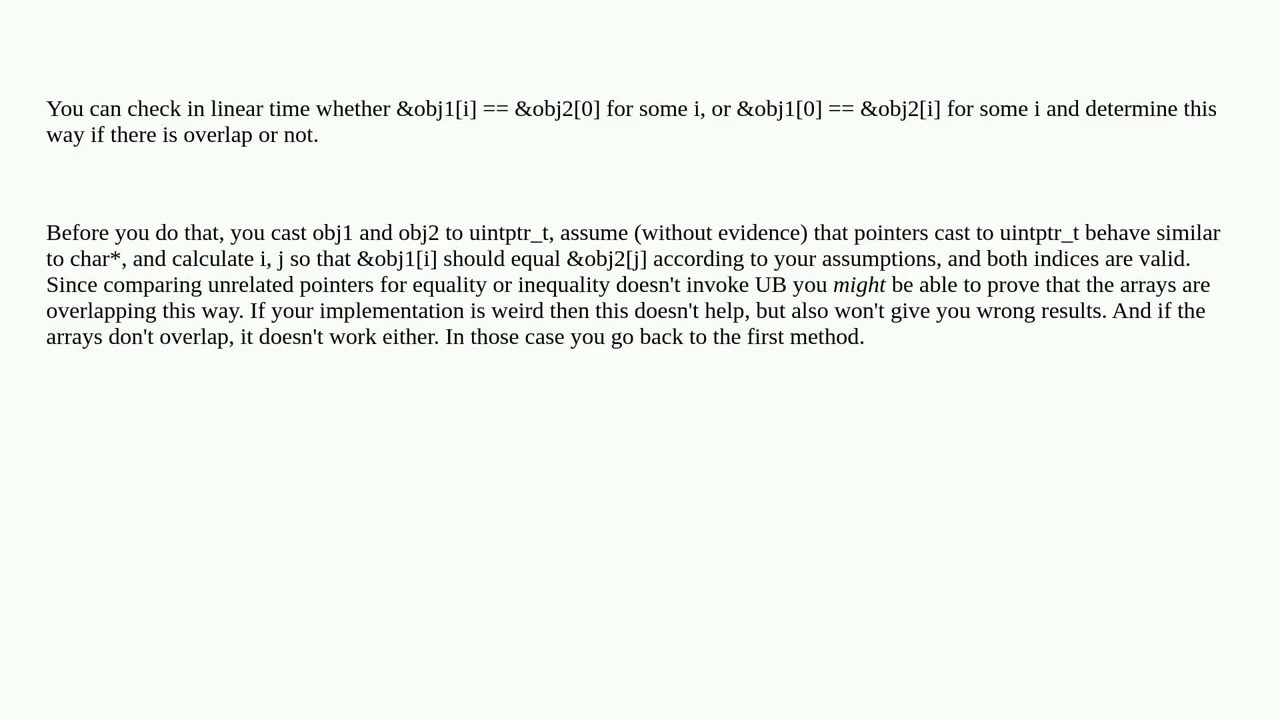 You can check in linear time whether &obj1[i] == &obj2[0] for some i, or &obj1[0] == &obj2[i] for some i and determine this
way if there is overlap or not.
Before you do that, you cast obj1 and obj2 to uintptr_t, assume (without evidence) that pointers cast to uintptr_t behave similar
to char*, and calculate i, j so that &obj1[i] should equal &obj2[j] according to your assumptions, and both indices are valid.
Since comparing unrelated pointers for equality or inequality doesn't invoke UB you might be able to prove that the arrays are
overlapping this way. If your implementation is weird then this doesn't help, but also won't give you wrong results. And if the
arrays don't overlap, it doesn't work either. In those case you go back to the first method.